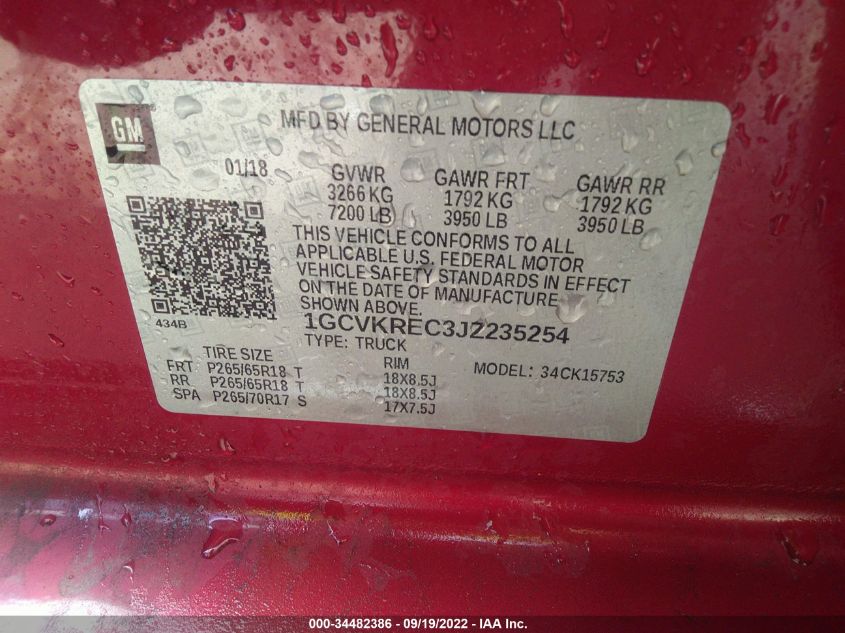 GM
MFD BY GENERAL MOTORS LLC
01/18 GVWR GAWR FRT GAWR RR
3266 KG 1792 KG 1792 KG
7200 LB 3950 LB 3950 LB
THIS VEHICLE CONFORMS TO ALL
APPLICABLE U.S. FEDERAL MOTOR
VEHICLE SAFETY STANDARDS IN EFFECT
ON THE DATE OF MANUFACTURE
SHOWN ABOVE.
434B 1GCVKREC3JZ235254
TYPE: TRUCK
TIRE SIZE RIM MODEL: 34CK15753
FRT P265/65R18 T 18X8.5J
RR P265/65R18 T 18X8.5J
SPA P265/70R17 S 17X7.5J
000-34482386 - 09/19/2022 - IAA Inc.